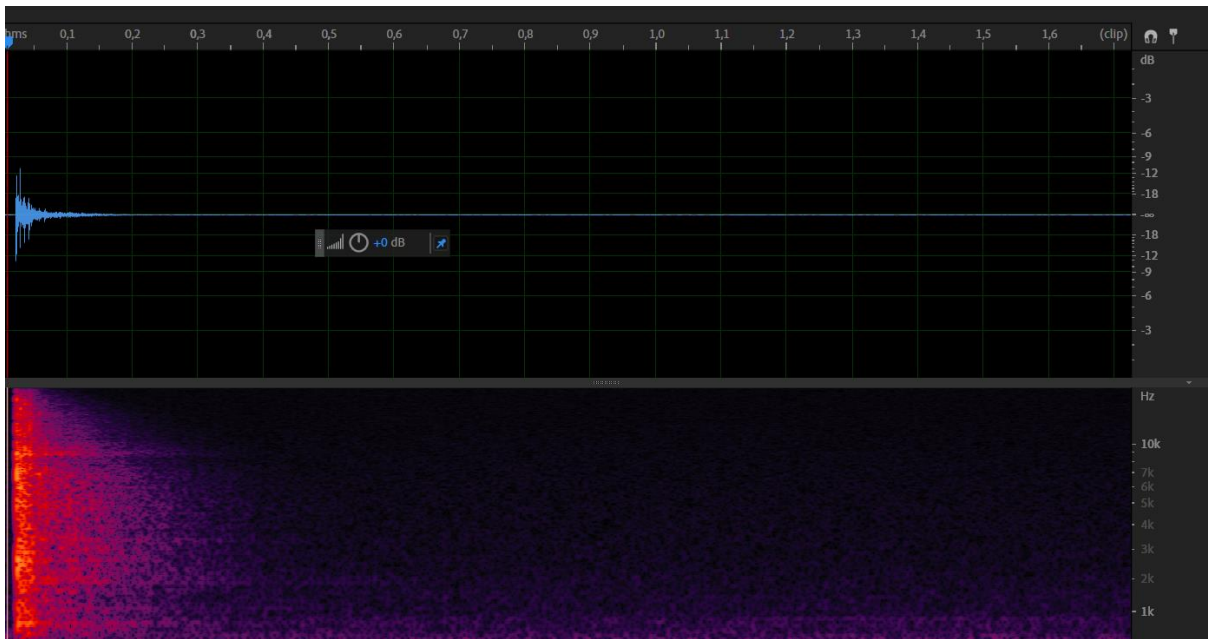 hms 0,1 0,2 0,3 0,4 0,5 0,6 0,7 0,8 0,9 1,0 1,1 1,2 1,3 1,4 1,5 1,6 (clip)
dB
-3
-6
-9
-12
-18
-∞
-18
-12
-9
-6
-3
+0 dB
Hz
10k
7k
6k
5k
4k
3k
2k
1k